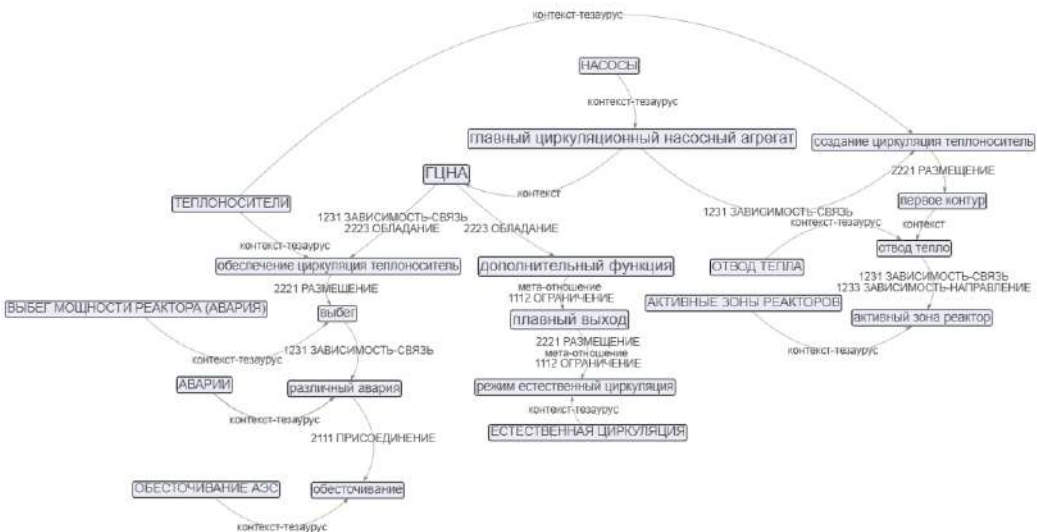 контекст-тезаурус
НАСОСЫ
контекст-тезаурус
главный циркуляционный насосный агрегат
создание циркуляция теплоноситель
2221 РАЗМЕЩЕНИЕ
ГЦНА
контекст
ТЕПЛОНОСИТЕЛИ
первое контур
1231 ЗАВИСИМОСТЬ-СВЯЗЬ
2223 ОБЛАДАНИЕ
2223 ОБЛАДАНИЕ
1231 ЗАВИСИМОСТЬ-СВЯЗЬ
контекст-тезаурус
контекст
контекст-тезаурус
отвод тепло
обеспечение циркуляция теплоноситель
дополнительный функция
ОТВОД ТЕПЛА
1231 ЗАВИСИМОСТЬ-СВЯЗЬ
1233 ЗАВИСИМОСТЬ-НАПРАВЛЕНИЕ
2221 РАЗМЕЩЕНИЕ
мета-отношение
1112 ОГРАНИЧЕНИЕ
ВЫБЕГ МОЩНОСТИ РЕАКТОРА (АВАРИЯ)
выбег
плавный выход
АКТИВНЫЕ ЗОНЫ РЕАКТОРОВ
активный зона реактор
2221 РАЗМЕЩЕНИЕ
мета-отношение
1112 ОГРАНИЧЕНИЕ
контекст-тезаурус
1231 ЗАВИСИМОСТЬ-СВЯЗЬ
контекст-тезаурус
АВАРИИ
различный авария
режим естественный циркуляция
контекст-тезаурус
контекст-тезаурус
ЕСТЕСТВЕННАЯ ЦИРКУЛЯЦИЯ
2111 ПРИСОЕДИНЕНИЕ
ОБЕСТОЧИВАНИЕ АЭС
обесточивание
контекст-тезаурус